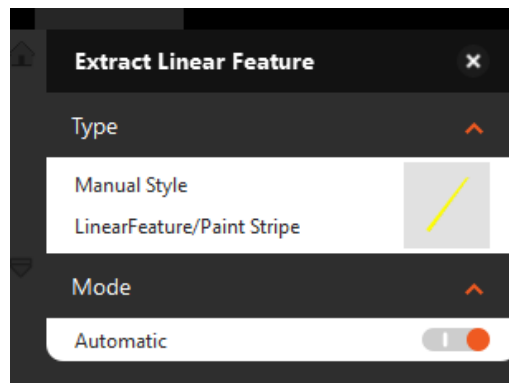 Extract Linear Feature
Type
Manual Style
LinearFeature/Paint Stripe
Mode
Automatic